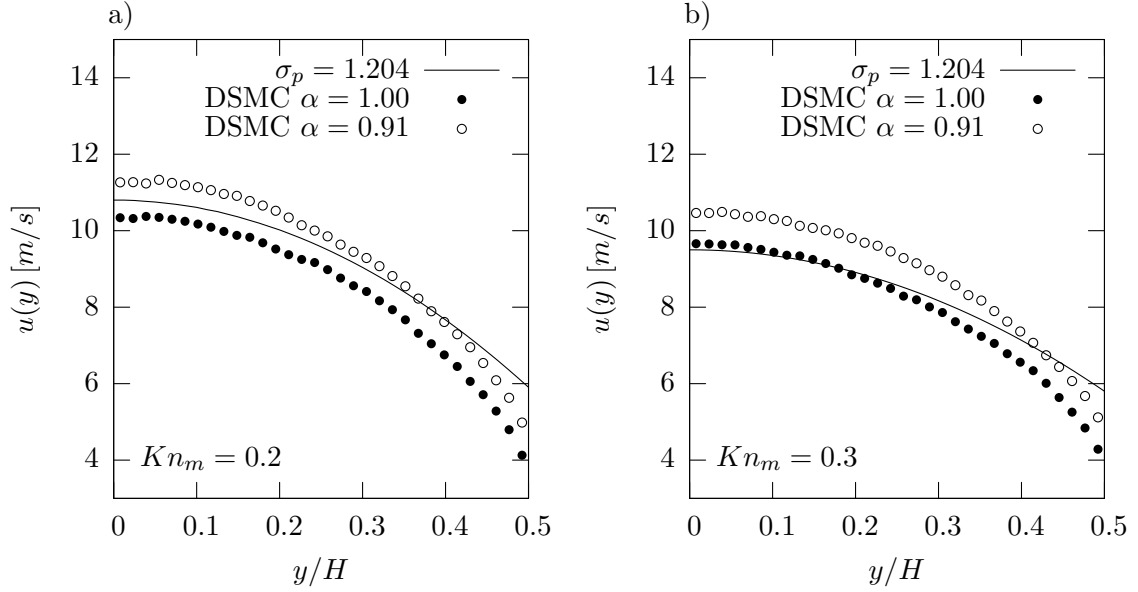 a)
14
12
10
8
6
4
u(y) [m/s]
σ_p = 1.204
DSMC α = 1.00
DSMC α = 0.91
Kn_m = 0.2
0 0.1 0.2 0.3 0.4 0.5
y/H
b)
14
12
10
8
6
4
u(y) [m/s]
σ_p = 1.204
DSMC α = 1.00
DSMC α = 0.91
Kn_m = 0.3
0 0.1 0.2 0.3 0.4 0.5
y/H